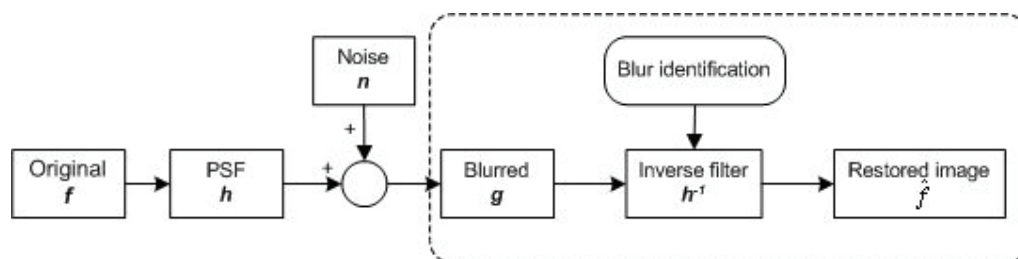 Noise
n
Blur identification
+
+
Original
f
PSF
h
Blurred
g
Inverse filter
h⁻¹
Restored image
f̂